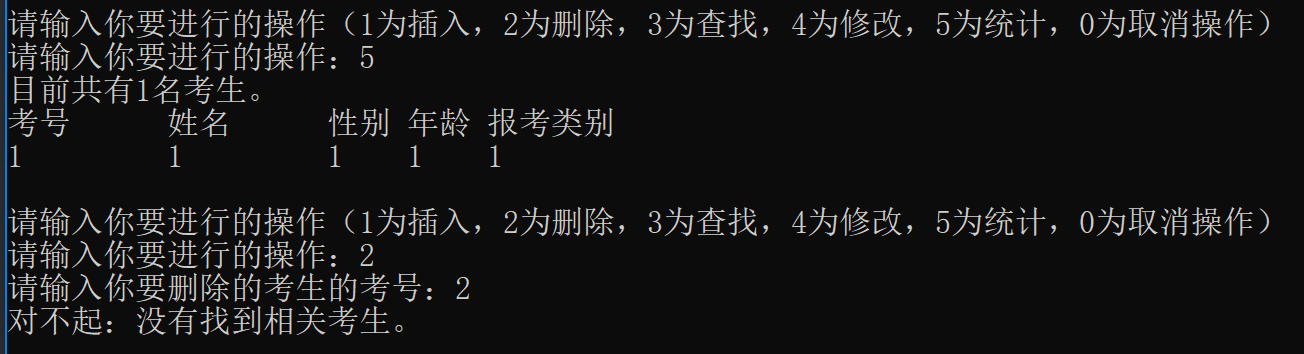 请输入你要进行的操作（1为插入，2为删除，3为查找，4为修改，5为统计，0为取消操作）
请输入你要进行的操作：5
目前共有1名考生。
考号 姓名 性别 年龄 报考类别
1 1 1 1 1
请输入你要进行的操作（1为插入，2为删除，3为查找，4为修改，5为统计，0为取消操作）
请输入你要进行的操作：2
请输入你要删除的考生的考号：2
对不起：没有找到相关考生。